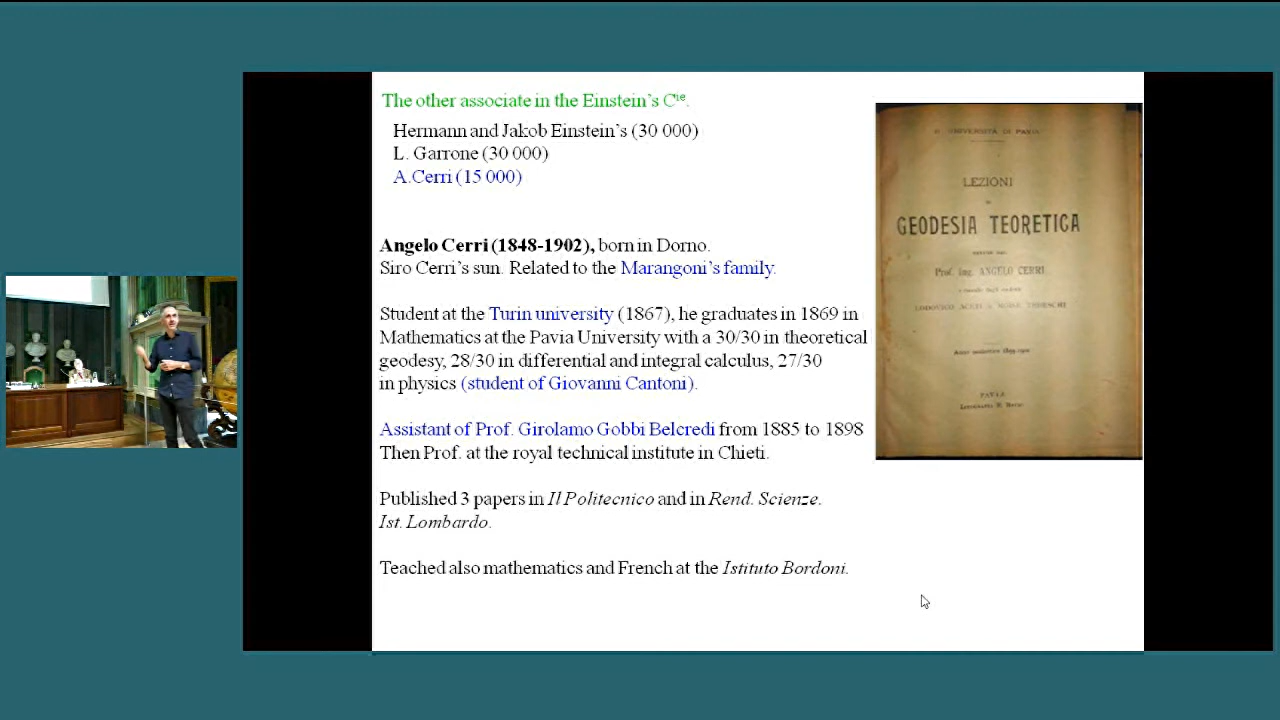 The other associate in the Einstein's Cie.
Hermann and Jakob Einstein's (30 000)
L. Garrone (30 000)
A.Cerri (15 000)
Angelo Cerri (1848-1902), born in Dorno.
Siro Cerri's sun. Related to the Marangoni's family.
Student at the Turin university (1867), he graduates in 1869 in
Mathematics at the Pavia University with a 30/30 in theoretical
geodesy, 28/30 in differential and integral calculus, 27/30
in physics (student of Giovanni Cantoni).
Assistant of Prof. Girolamo Gobbi Belcredi from 1885 to 1898
Then Prof. at the royal technical institute in Chieti.
Published 3 papers in Il Politecnico and in Rend. Scienze.
Ist. Lombardo.
Teached also mathematics and French at the Istituto Bordoni.
R. UNIVERSITÀ DI PAVIA
LEZIONI
DI
GEODESIA TEORETICA
Prof. Ing. ANGELO CERRI
PAVIA